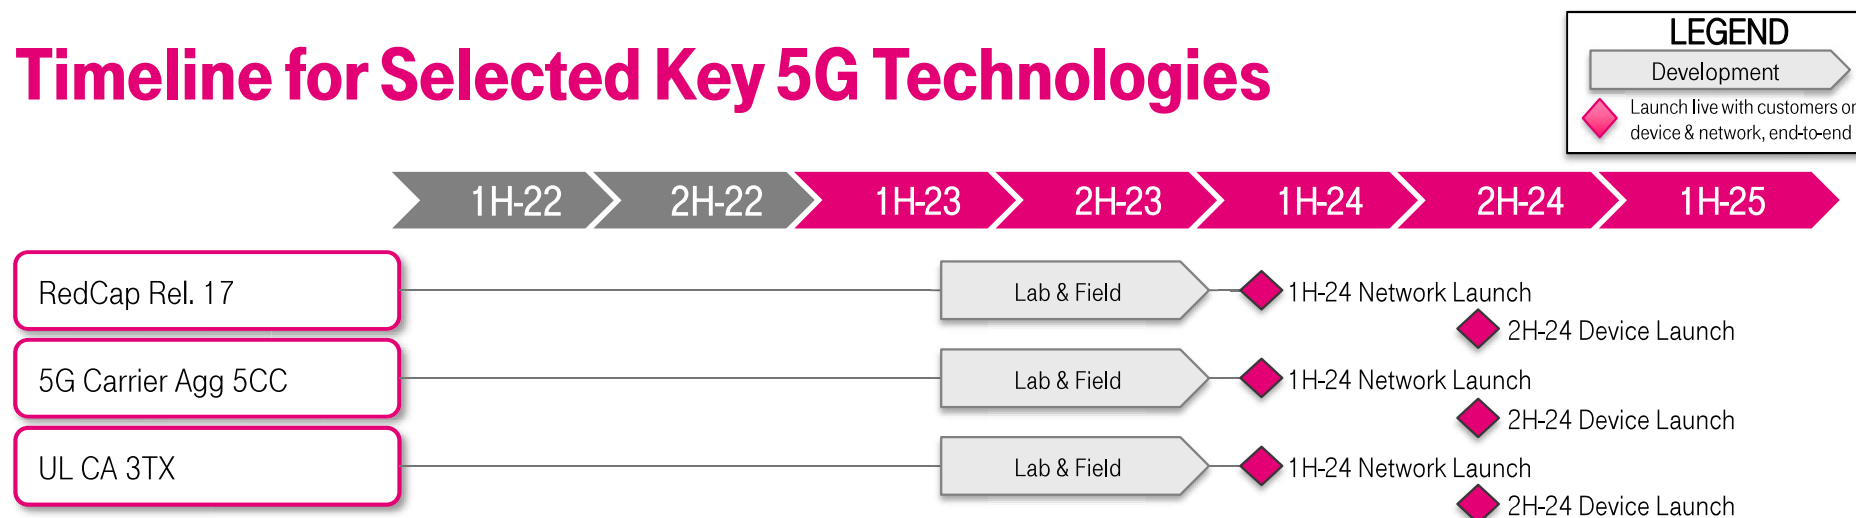 Timeline for Selected Key 5G Technologies
LEGEND
Development
Launch live with customers on
device & network, end-to-end
1H-22
2H-22
1H-23
2H-23
1H-24
2H-24
1H-25
RedCap Rel. 17
Lab & Field
1H-24 Network Launch
2H-24 Device Launch
5G Carrier Agg 5CC
Lab & Field
1H-24 Network Launch
2H-24 Device Launch
UL CA 3TX
Lab & Field
1H-24 Network Launch
2H-24 Device Launch